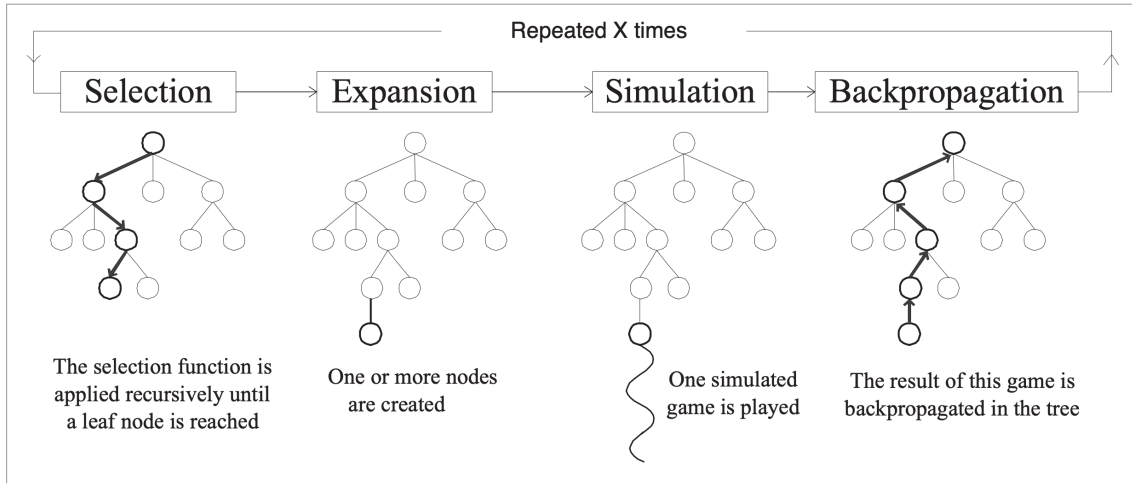 Repeated X times
Selection
Expansion
Simulation
Backpropagation
The selection function is
applied recursively until
a leaf node is reached
One or more nodes
are created
One simulated
game is played
The result of this game is
backpropagated in the tree